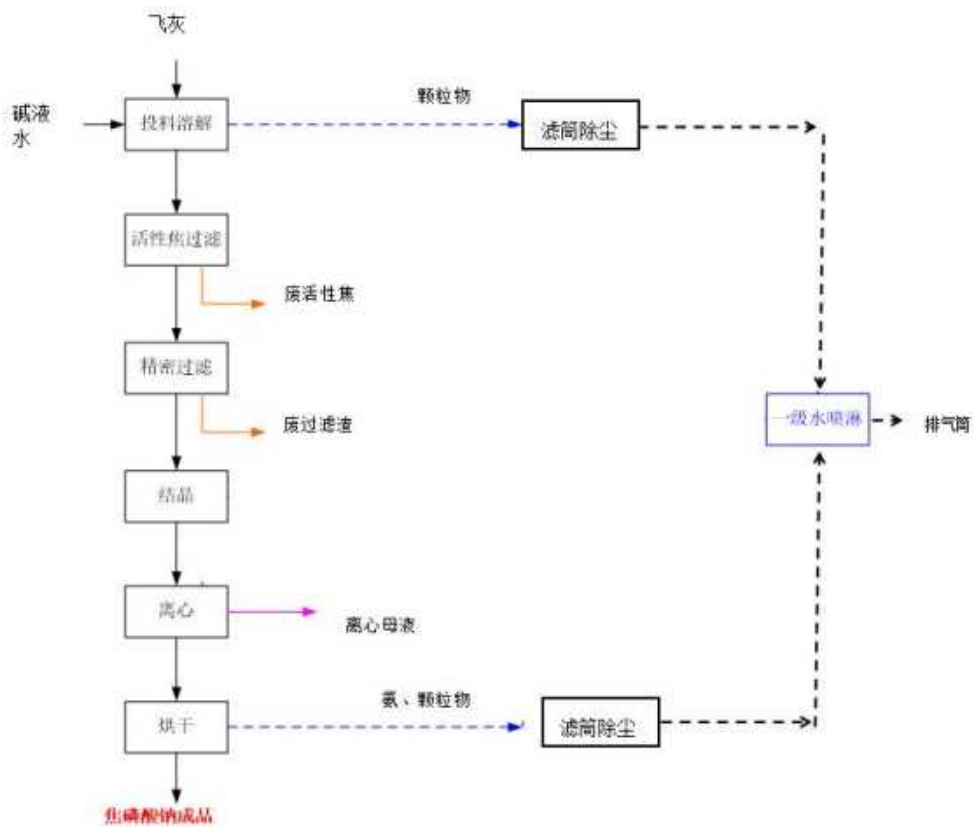 飞灰
碱液
水
投料溶解
颗粒物
滤筒除尘
活性焦过滤
废活性焦
精密过滤
废过滤渣
一级水喷淋
排气筒
结晶
离心
离心母液
烘干
氨、颗粒物
滤筒除尘
焦磷酸钠成品